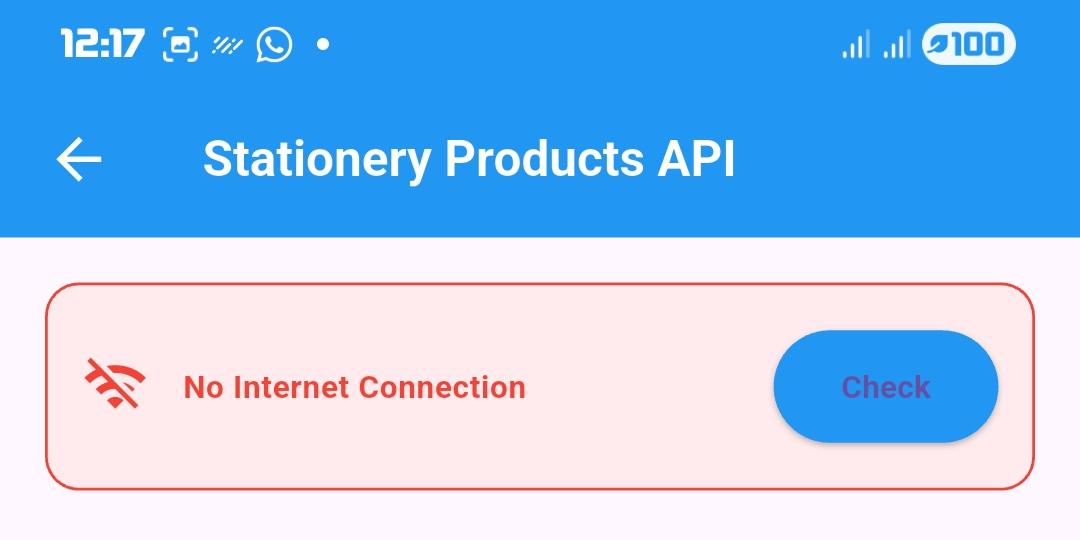 12:17
100
Stationery Products API
No Internet Connection
Check